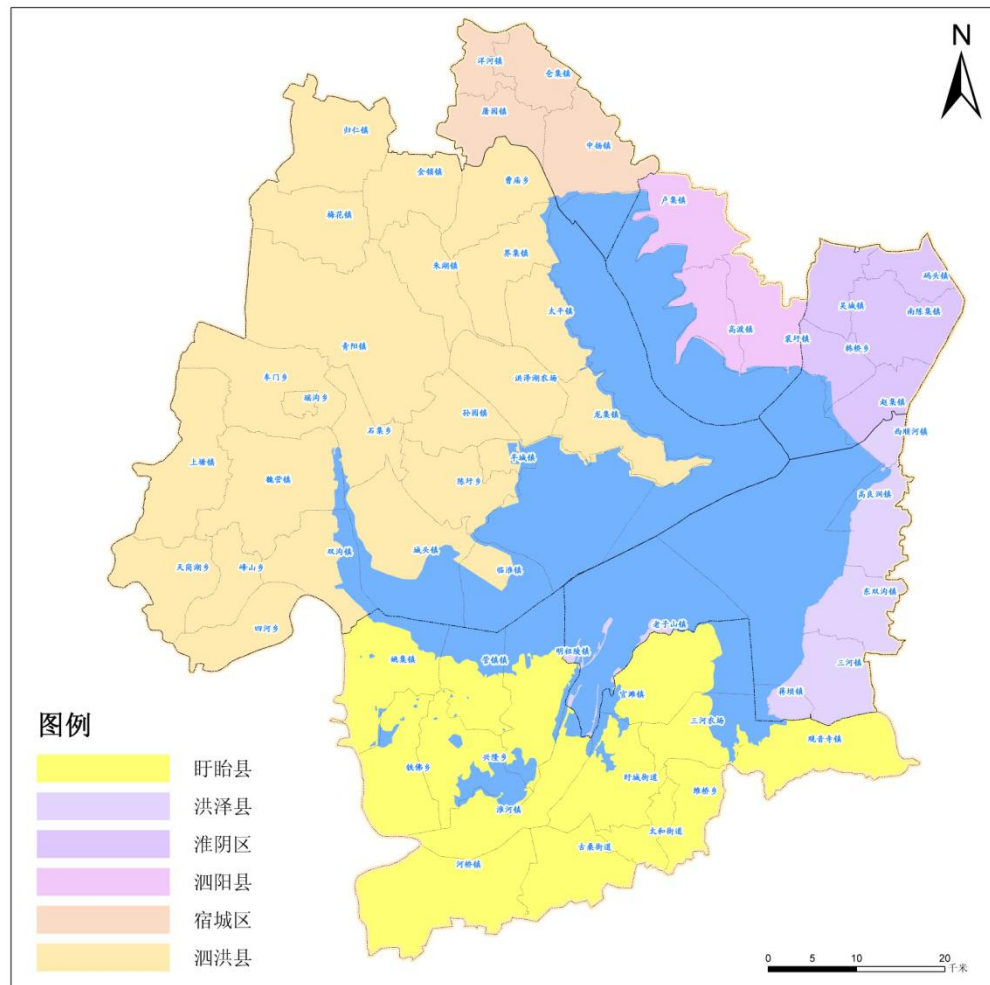 N
洋河镇
仓集镇
屠园镇
中扬镇
归仁镇
金锁镇
曹庙乡
卢集镇
梅花镇
界集镇
朱湖镇
码头镇
吴城镇
南陈集镇
太平镇
高渡镇
裴圩镇
韩桥乡
青阳镇
车门乡
洪泽湖农场
瑶沟乡
赵集镇
孙园镇
龙集镇
石集乡
西顺河镇
半城镇
上塘镇
魏营镇
陈圩乡
高良涧镇
双沟镇
城头镇
天岗湖乡
峰山乡
临淮镇
东双沟镇
四河乡
老子山镇
明祖陵镇
姚集镇
管镇镇
三河镇
官滩镇
蒋坝镇
三河农场
观音寺镇
图例
兴隆乡
铁佛乡
盱城街道
维桥乡
盱眙县
淮河镇
洪泽县
太和街道
古桑街道
淮阴区
河桥镇
泗阳县
宿城区
泗洪县
0 5 10 20
千米